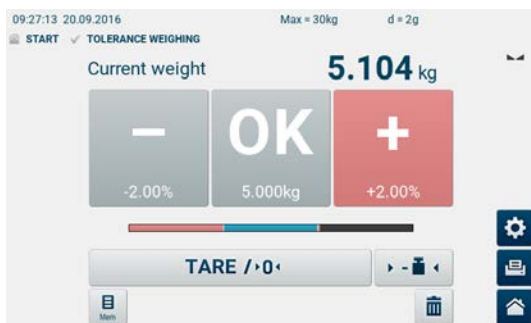 09:27:13 20.09.2016 Max = 30kg d = 2g
START TOLERANCE WEIGHING
Current weight 5.104 kg
− OK +
-2.00% 5.000kg +2.00%
TARE / 0
Mem